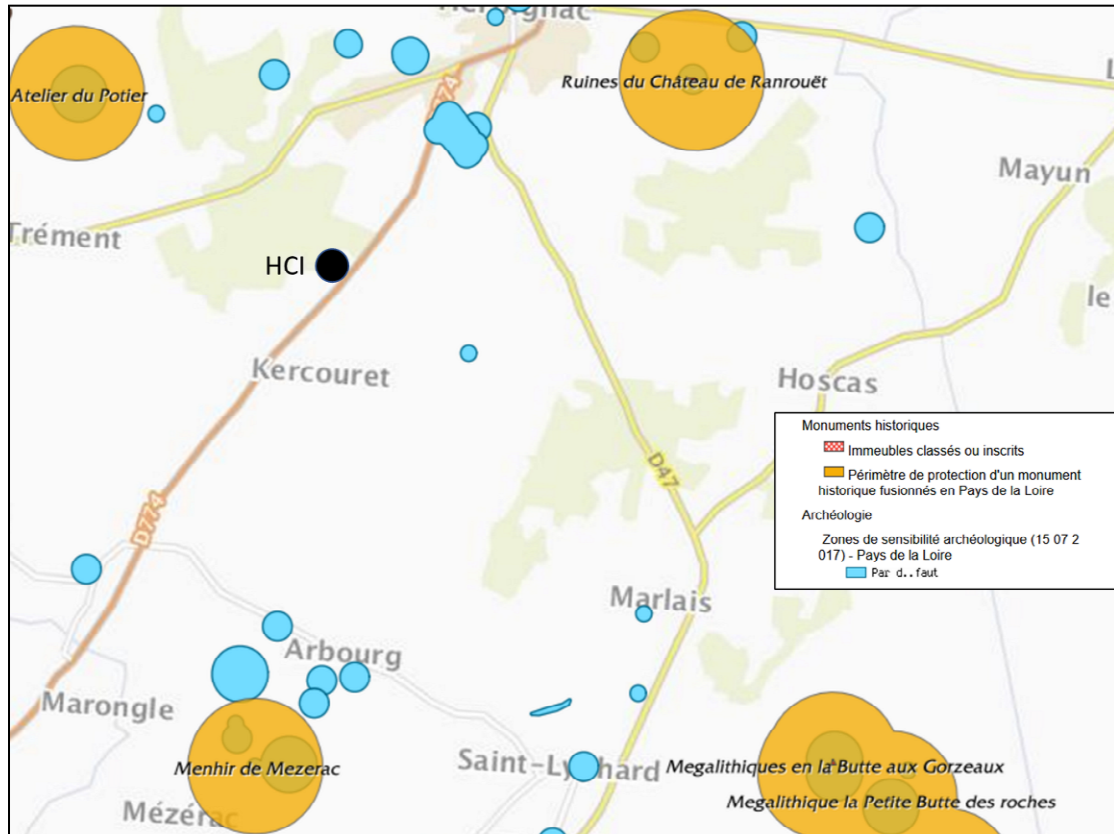 Atelier du Potier
Ruines du Château de Ranrouët
D774
Mayun
Trément
HCI
le
Kercouret
Hoscas
D47
D774
Monuments historiques
Immeubles classés ou inscrits
Périmètre de protection d'un monument
historique fusionnés en Pays de la Loire
Archéologie
Zones de sensibilité archéologique (15 07 2
017) - Pays de la Loire
Par d..faut
Marlais
Arbourg
Marongle
Menhir de Mezerac
Mézérac
Megalithiques en la Butte aux Gorzeaux
Megalithique la Petite Butte des roches